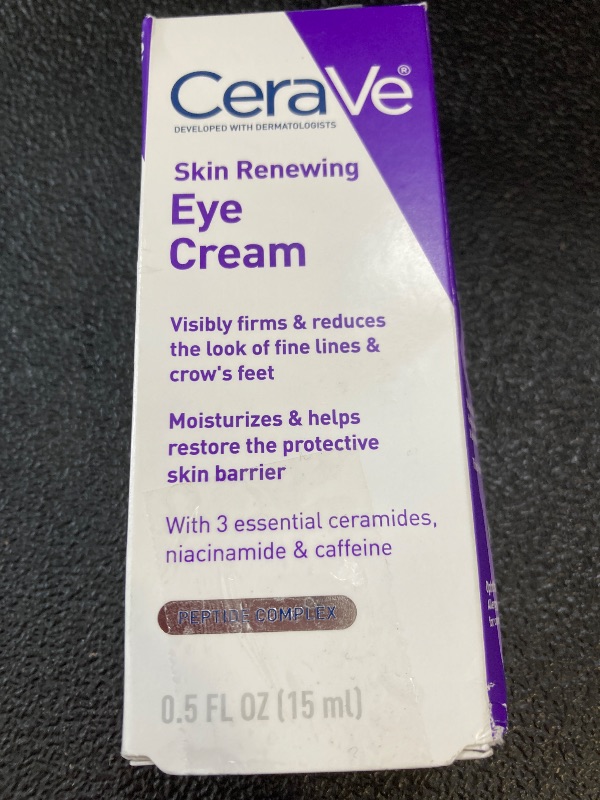 CeraVe®
DEVELOPED WITH DERMATOLOGISTS
Skin Renewing
Eye
Cream
Visibly firms & reduces
the look of fine lines &
crow's feet
Moisturizes & helps
restore the protective
skin barrier
With 3 essential ceramides,
niacinamide & caffeine
PEPTIDE COMPLEX
0.5 FL OZ (15 ml)